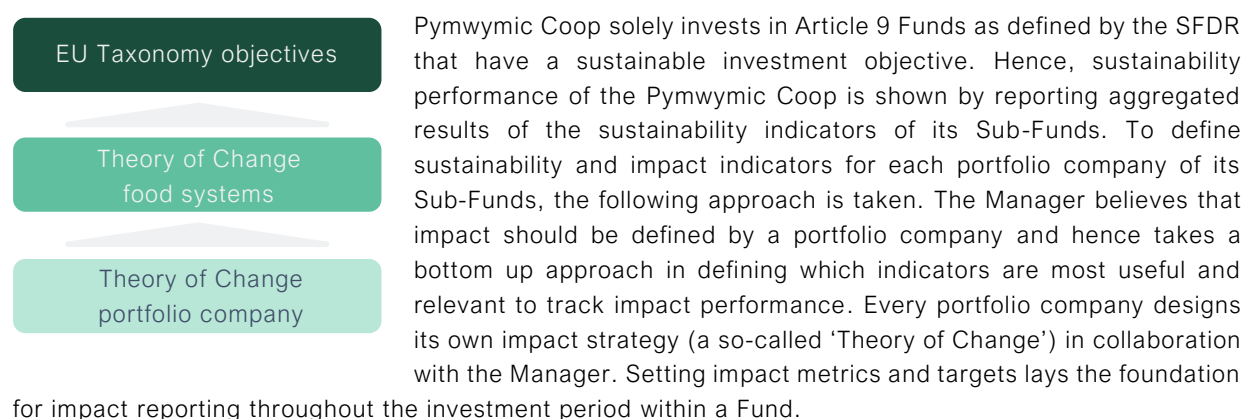 EU Taxonomy objectives
Theory of Change
food systems
Theory of Change
portfolio company
Pymwymic Coop solely invests in Article 9 Funds as defined by the SFDR
that have a sustainable investment objective. Hence, sustainability
performance of the Pymwymic Coop is shown by reporting aggregated
results of the sustainability indicators of its Sub-Funds. To define
sustainability and impact indicators for each portfolio company of its
Sub-Funds, the following approach is taken. The Manager believes that
impact should be defined by a portfolio company and hence takes a
bottom up approach in defining which indicators are most useful and
relevant to track impact performance. Every portfolio company designs
its own impact strategy (a so-called ‘Theory of Change’) in collaboration
with the Manager. Setting impact metrics and targets lays the foundation
for impact reporting throughout the investment period within a Fund.